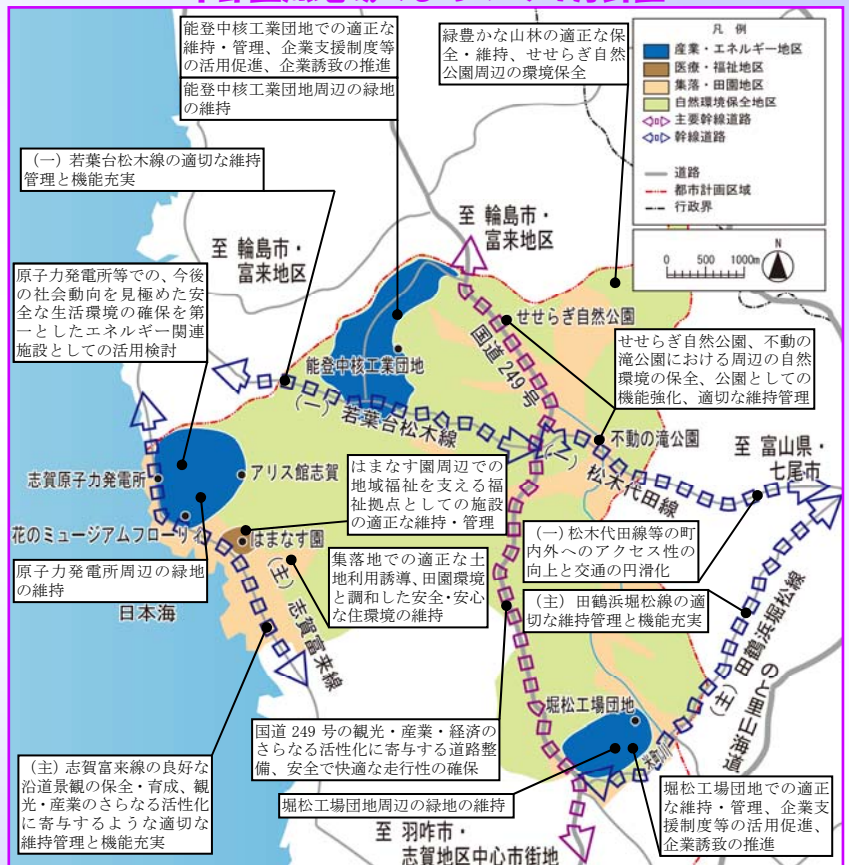 能登中核工業団地での適正な
維持・管理、企業支援制度等
の活用促進、企業誘致の推進
能登中核工業団地周辺の緑地
の維持
緑豊かな山林の適正な保
全・維持、せせらぎ自然
公園周辺の環境保全
凡 例
産業・エネルギー地区
医療・福祉地区
集落・田園地区
自然環境保全地区
主要幹線道路
幹線道路
道路
都市計画区域
行政界
0 500 1000m
N
(一)若葉台松木線の適切な維持
管理と機能充実
至 輪島市・
富来地区
至 輪島市・
富来地区
原子力発電所等での、今後
の社会動向を見極めた安
全な生活環境の確保を第
一としたエネルギー関連
施設としての活用検討
せせらぎ自然公園
国道249号
能登中核工業団地
(一)若葉台松木線
せせらぎ自然公園、不動の
滝公園における周辺の自然
環境の保全、公園としての
機能強化、適切な維持管理
不動の滝公園
(一)松木代田線
至 富山県・
七尾市
志賀原子力発電所
アリス館志賀
花のミュージアムフローリィ
はまなす園
はまなす園周辺での
地域福祉を支える福
祉拠点としての施設
の適正な維持・管理
(一)松木代田線等の町
内外へのアクセス性の
向上と交通の円滑化
原子力発電所周辺の緑地
の維持
日本海
(主)志賀富来線
集落地での適正な土
地利用誘導、田園環境
と調和した安全・安心
な住環境の維持
(主)田鶴浜堀松線の適
切な維持管理と機能充実
(主)田鶴浜堀松線
のと里山海道
堀松工場団地
国道249号の観光・産業・経済の
さらなる活性化に寄与する道路整
備、安全で快適な走行性の確保
(主)志賀富来線の良好な
沿道景観の保全・育成、観
光・産業のさらなる活性化
に寄与するような適切な
維持管理と機能充実
堀松工場団地周辺の緑地の維持
堀松工場団地での適正
な維持・管理、企業支
援制度等の活用促進、
企業誘致の推進
至 羽咋市・
志賀地区中心市街地